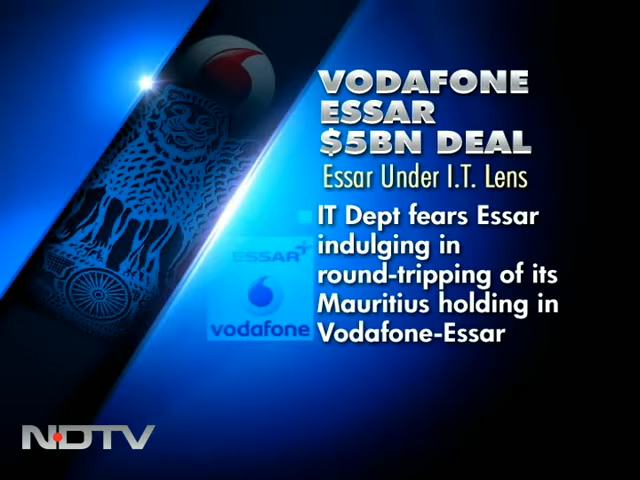 VODAFONE
ESSAR
$5BN DEAL
Essar Under I.T. Lens
IT Dept fears Essar
indulging in
round-tripping of its
Mauritius holding in
Vodafone-Essar
ESSAR
vodafone
NDTV